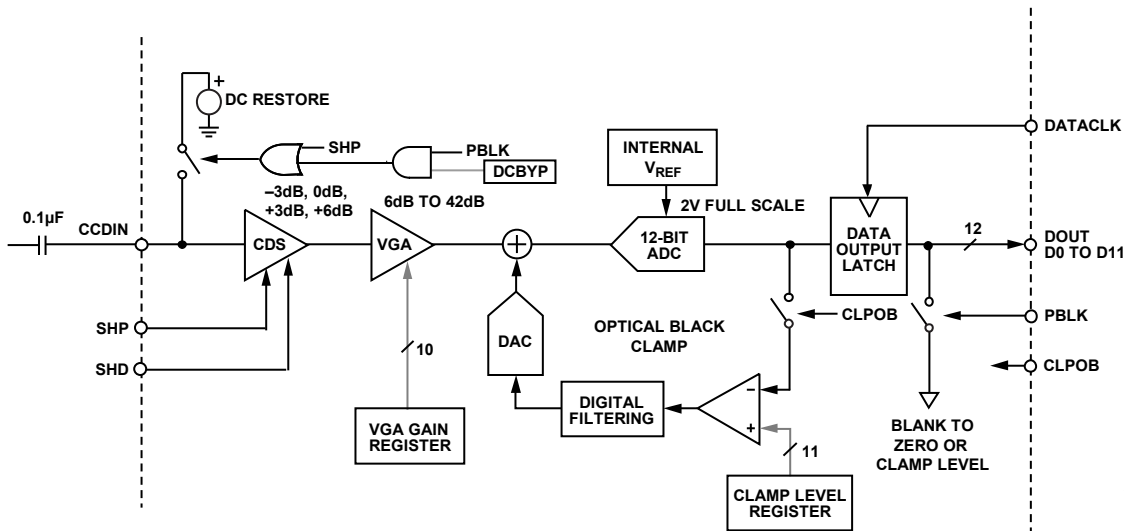 +
DC RESTORE
SHP
PBLK
DCBYP
INTERNAL
VREF
DATACLK
–3dB, 0dB,
+3dB, +6dB
6dB TO 42dB
2V FULL SCALE
0.1µF
CCDIN
CDS
VGA
+
12-BIT
ADC
DATA
OUTPUT
LATCH
12
DOUT
D0 TO D11
SHP
SHD
10
DAC
OPTICAL BLACK
CLAMP
CLPOB
PBLK
CLPOB
VGA GAIN
REGISTER
DIGITAL
FILTERING
–
+
11
BLANK TO
ZERO OR
CLAMP LEVEL
CLAMP LEVEL
REGISTER